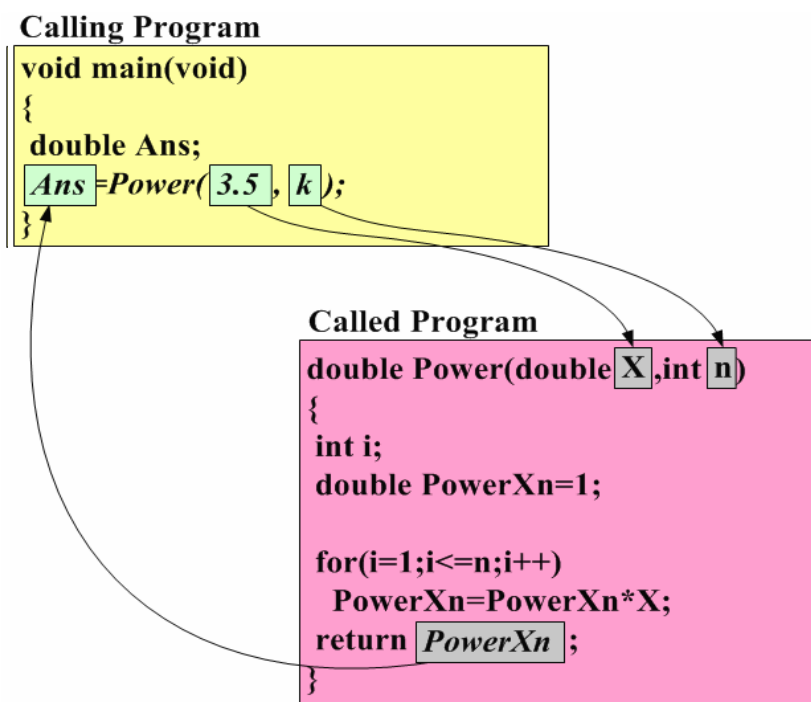 Calling Program
void main(void)
{
double Ans;
Ans=Power( 3.5 , k );
}
Called Program
double Power(double X ,int n)
{
int i;
double PowerXn=1;
for(i=1;i<=n;i++)
PowerXn=PowerXn*X;
return PowerXn ;
}